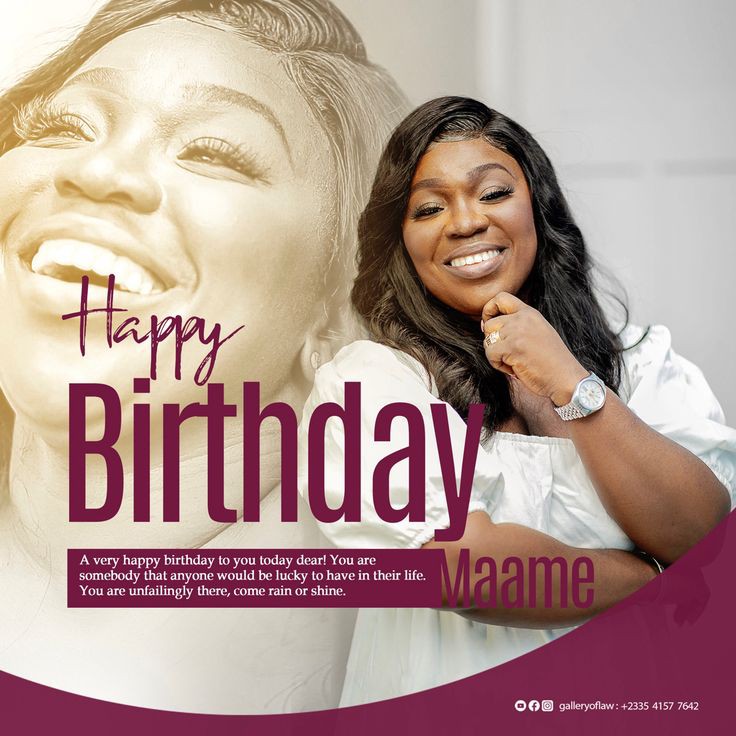 Happy
Birthday
Maame
A very happy birthday to you today dear! You are
somebody that anyone would be lucky to have in their life.
You are unfailingly there, come rain or shine.
galleryoflaw : +2335 4157 7642